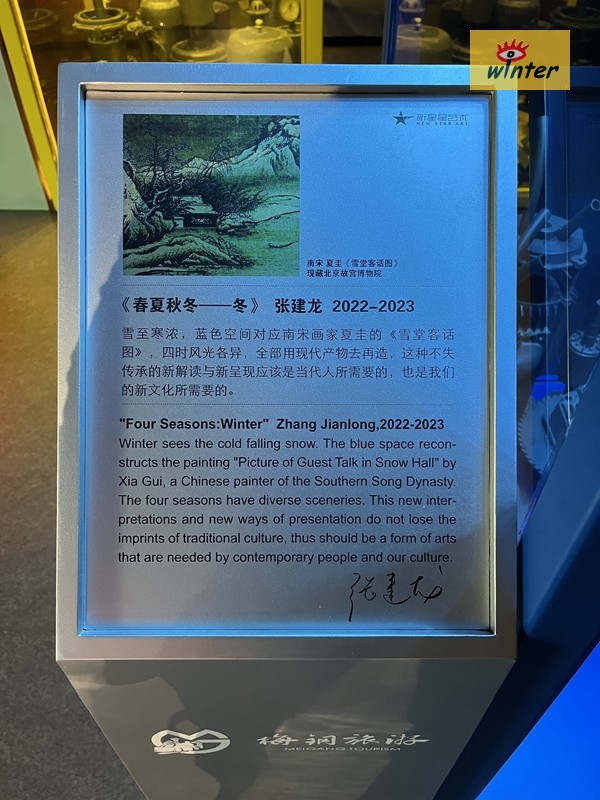 winter
新星星艺术
NEW STAR ART
南宋 夏圭《雪堂客话图》
现藏北京故宫博物院
《春夏秋冬——冬》 张建龙 2022-2023
雪至寒浓，蓝色空间对应南宋画家夏圭的《雪堂客话
图》，四时风光各异，全部用现代产物去再造，这种不失
传承的新解读与新呈现应该是当代人所需要的，也是我们
的新文化所需要的。
"Four Seasons:Winter" Zhang Jianlong,2022-2023
Winter sees the cold falling snow. The blue space recon-
structs the painting "Picture of Guest Talk in Snow Hall" by
Xia Gui, a Chinese painter of the Southern Song Dynasty.
The four seasons have diverse sceneries. This new inter-
pretations and new ways of presentation do not lose the
imprints of traditional culture, thus should be a form of arts
that are needed by contemporary people and our culture.
张建龙
梅钢旅游
MEIGANG TOURISM